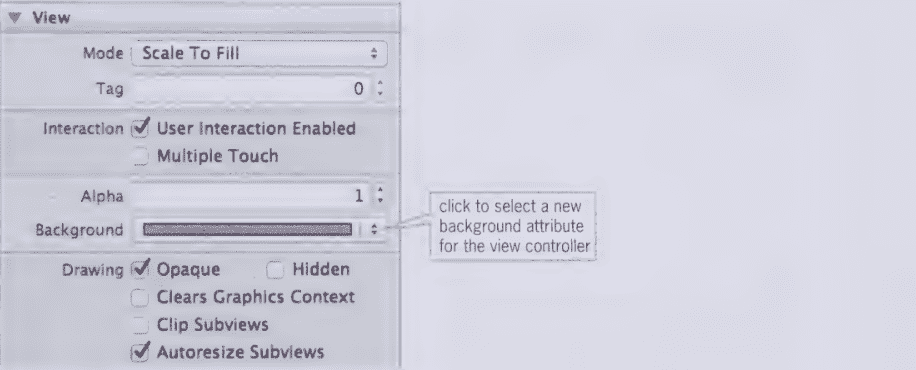 View
Mode Scale To Fill
Tag 0
Interaction User Interaction Enabled
Multiple Touch
Alpha 1
Background
click to select a new
background attribute
for the view controller
Drawing Opaque Hidden
Clears Graphics Context
Clip Subviews
Autoresize Subviews